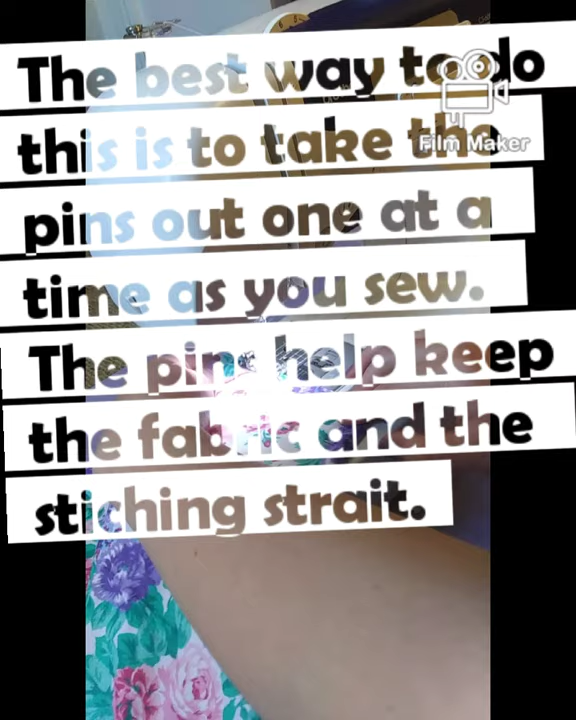 The best way to do
this is to take the
pins out one at a
time as you sew.
The pins help keep
the fabric and the
stiching strait.
Film Maker